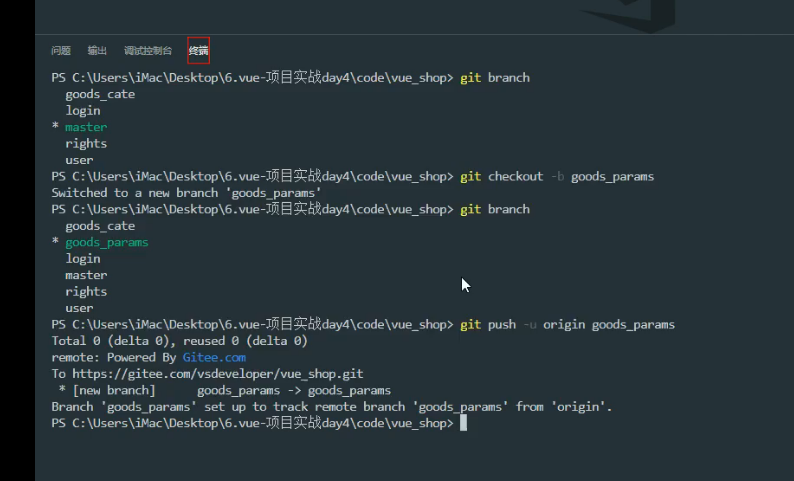 问题 输出 调试控制台 终端
PS C:\Users\iMac\Desktop\6.vue-项目实战day4\code\vue_shop> git branch
goods_cate
login
* master
rights
user
PS C:\Users\iMac\Desktop\6.vue-项目实战day4\code\vue_shop> git checkout -b goods_params
Switched to a new branch 'goods_params'
PS C:\Users\iMac\Desktop\6.vue-项目实战day4\code\vue_shop> git branch
goods_cate
* goods_params
login
master
rights
user
PS C:\Users\iMac\Desktop\6.vue-项目实战day4\code\vue_shop> git push -u origin goods_params
Total 0 (delta 0), reused 0 (delta 0)
remote: Powered By Gitee.com
To https://gitee.com/vsdeveloper/vue_shop.git
* [new branch] goods_params -> goods_params
Branch 'goods_params' set up to track remote branch 'goods_params' from 'origin'.
PS C:\Users\iMac\Desktop\6.vue-项目实战day4\code\vue_shop>